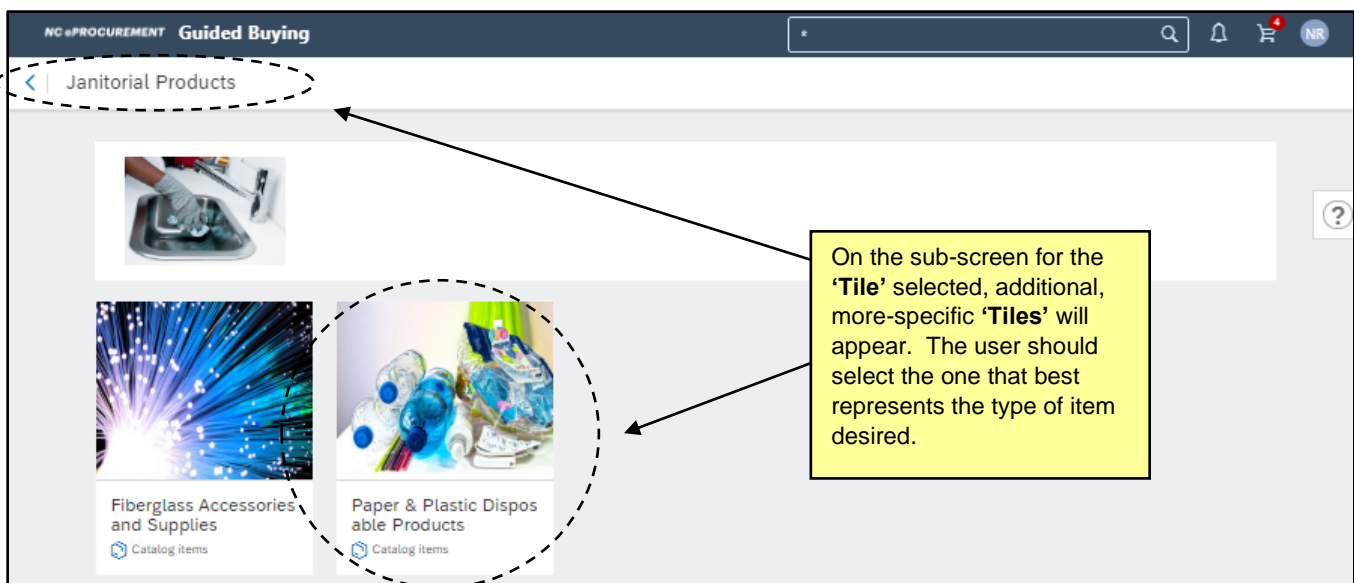 NC ePROCUREMENT Guided Buying
*
4
NR
Janitorial Products
?
On the sub-screen for the
‘Tile’ selected, additional,
more-specific ‘Tiles’ will
appear.  The user should
select the one that best
represents the type of item
desired.
Fiberglass Accessories
and Supplies
Catalog items
Paper & Plastic Dispos
able Products
Catalog items